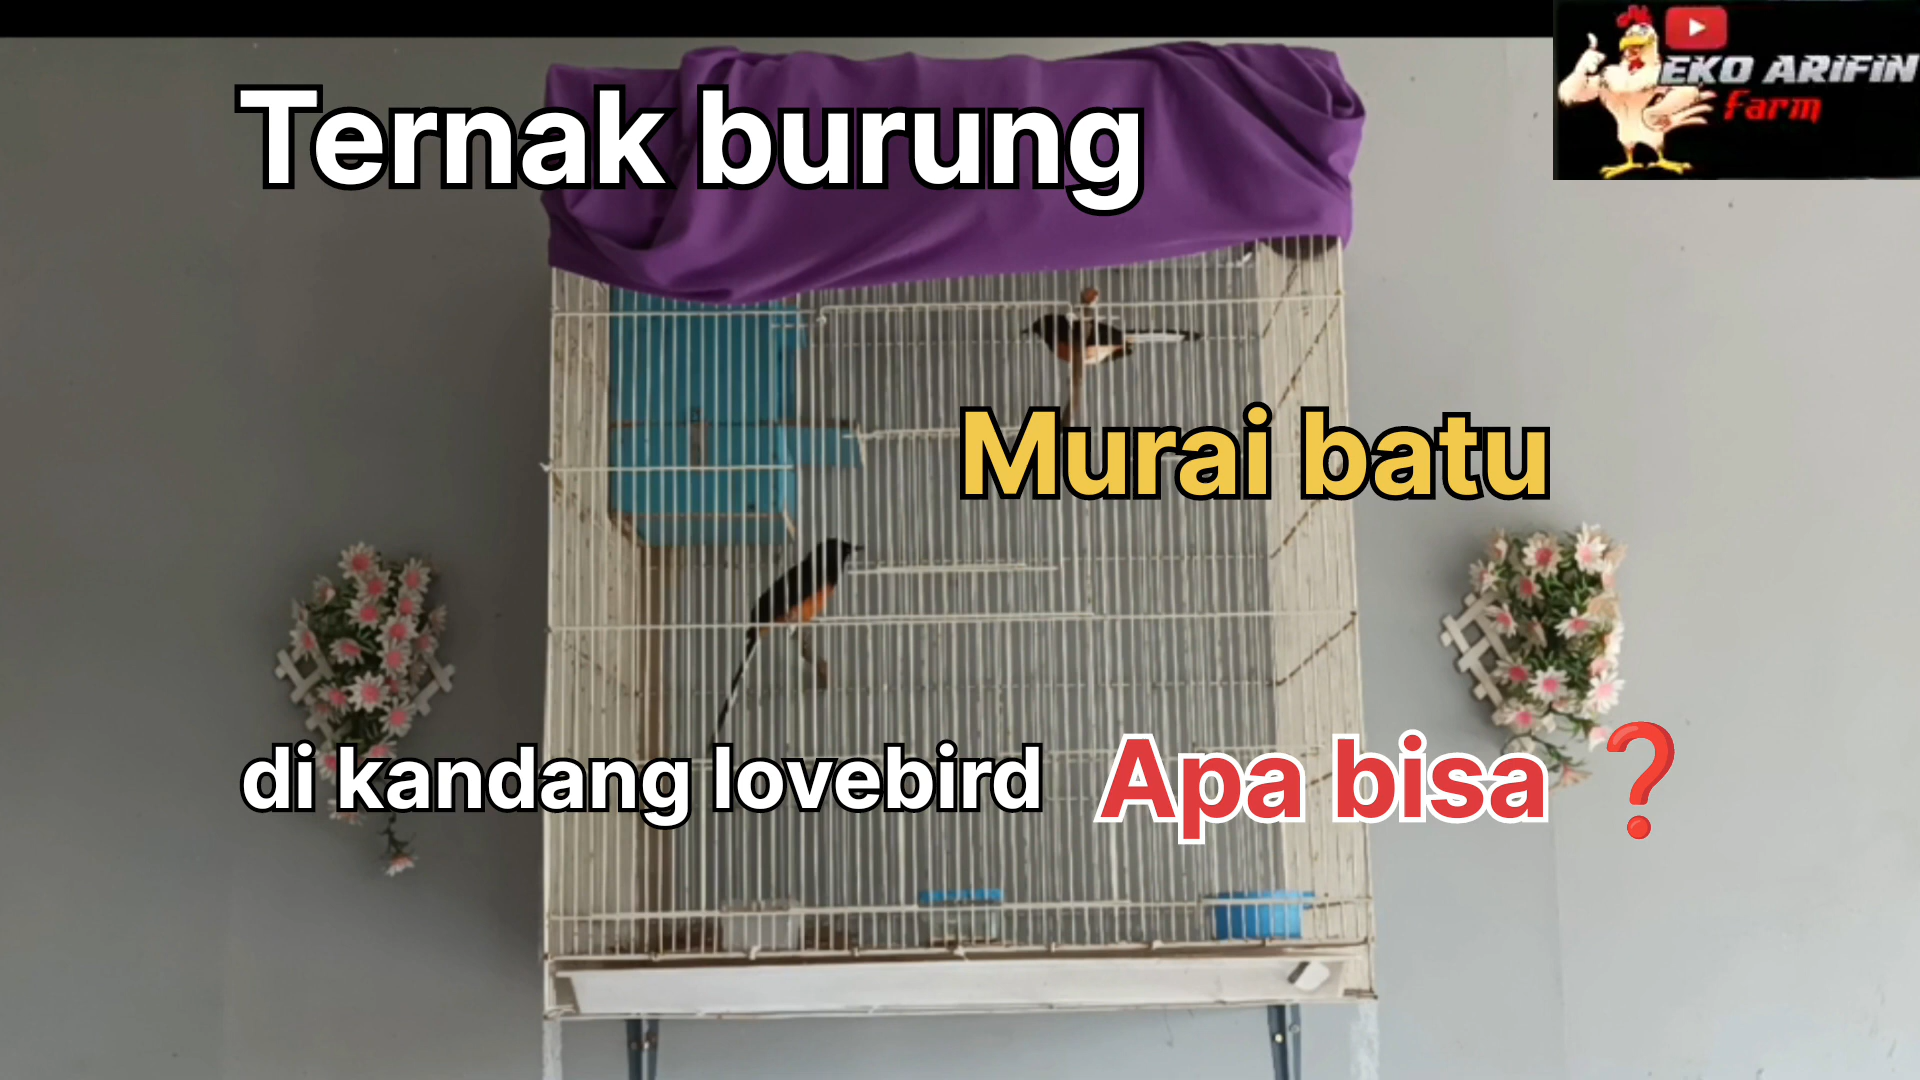 EKO ARIFIN
Farm
Ternak burung
Murai batu
di kandang lovebird Apa bisa ❓